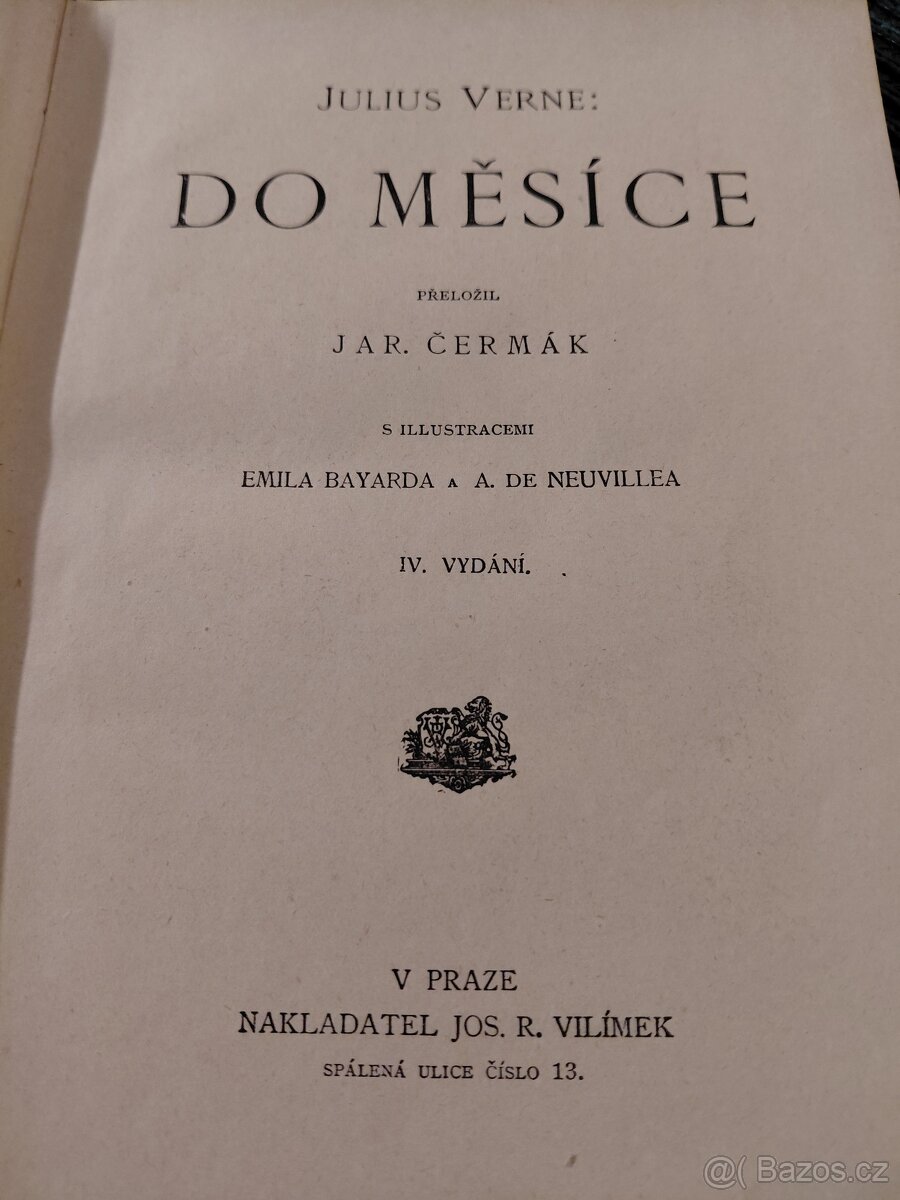 JULIUS VERNE:
DO MĚSÍCE
PŘELOŽIL
JAR. ČERMÁK
S ILLUSTRACEMI
EMILA BAYARDA A A. DE NEUVILLEA
IV. VYDÁNÍ.
V PRAZE
NAKLADATEL JOS. R. VILÍMEK
SPÁLENÁ ULICE ČÍSLO 13.
@( Bazos.cz